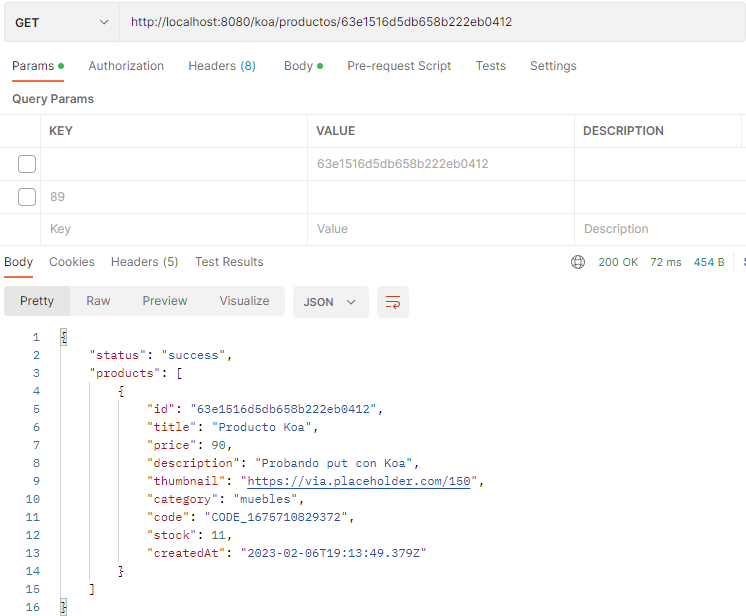 GET http://localhost:8080/koa/productos/63e1516d5db658b222eb0412
Params Authorization Headers (8) Body Pre-request Script Tests Settings
Query Params
KEY VALUE DESCRIPTION
63e1516d5db658b222eb0412
89
Key Value Description
Body Cookies Headers (5) Test Results 200 OK 72 ms 454 B
Pretty Raw Preview Visualize JSON
1 {
2 "status": "success",
3 "products": [
4 {
5 "id": "63e1516d5db658b222eb0412",
6 "title": "Producto Koa",
7 "price": 90,
8 "description": "Probando put con Koa",
9 "thumbnail": "https://via.placeholder.com/150",
10 "category": "muebles",
11 "code": "CODE_1675710829372",
12 "stock": 11,
13 "createdAt": "2023-02-06T19:13:49.379Z"
14 }
15 ]
16 }